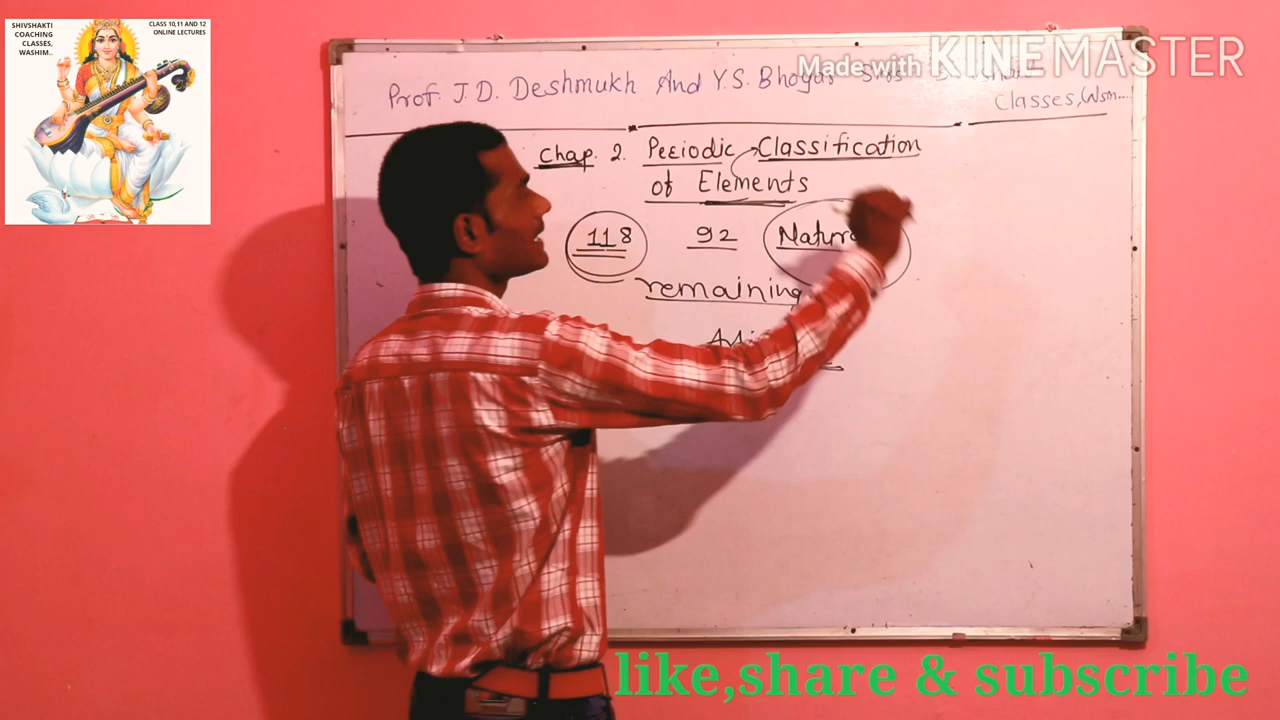 SHIVSHAKTI
COACHING
CLASSES,
WASHIM..
CLASS 10,11 AND 12
ONLINE LECTURES
Made with KINEMASTER
Prof. J.D. Deshmukh And Y.S. Bhoyar
Classes, Wsm....
Chap. 2. Periodic Classification
of Elements
118 92 Natur
remaining
like,share & subscribe